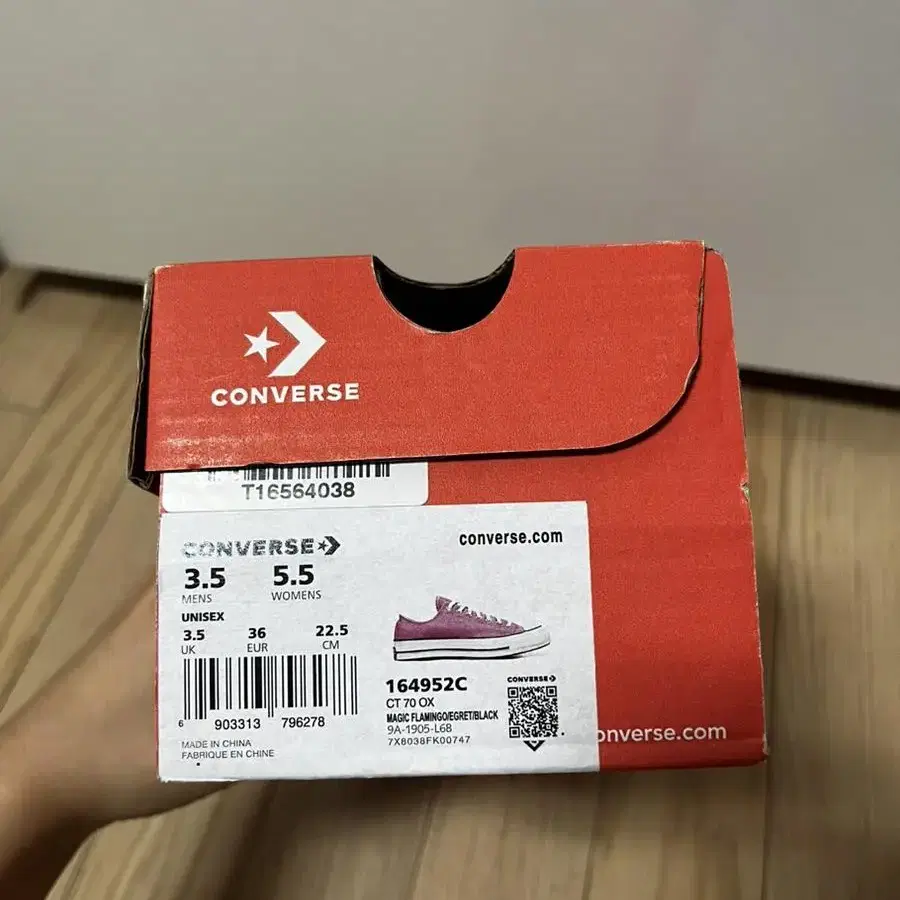 CONVERSE
T16564038
CONVERSE
converse.com
3.5 5.5
MENS WOMENS
UNISEX
3.5 36 22.5
UK EUR CM
6 903313 796278
MADE IN CHINA
FABRIQUE EN CHINE
164952C
CT 70 OX
MAGIC FLAMINGO/EGRET/BLACK
9A-1905-L68
7X8038FK00747
CONVERSE
onverse.com